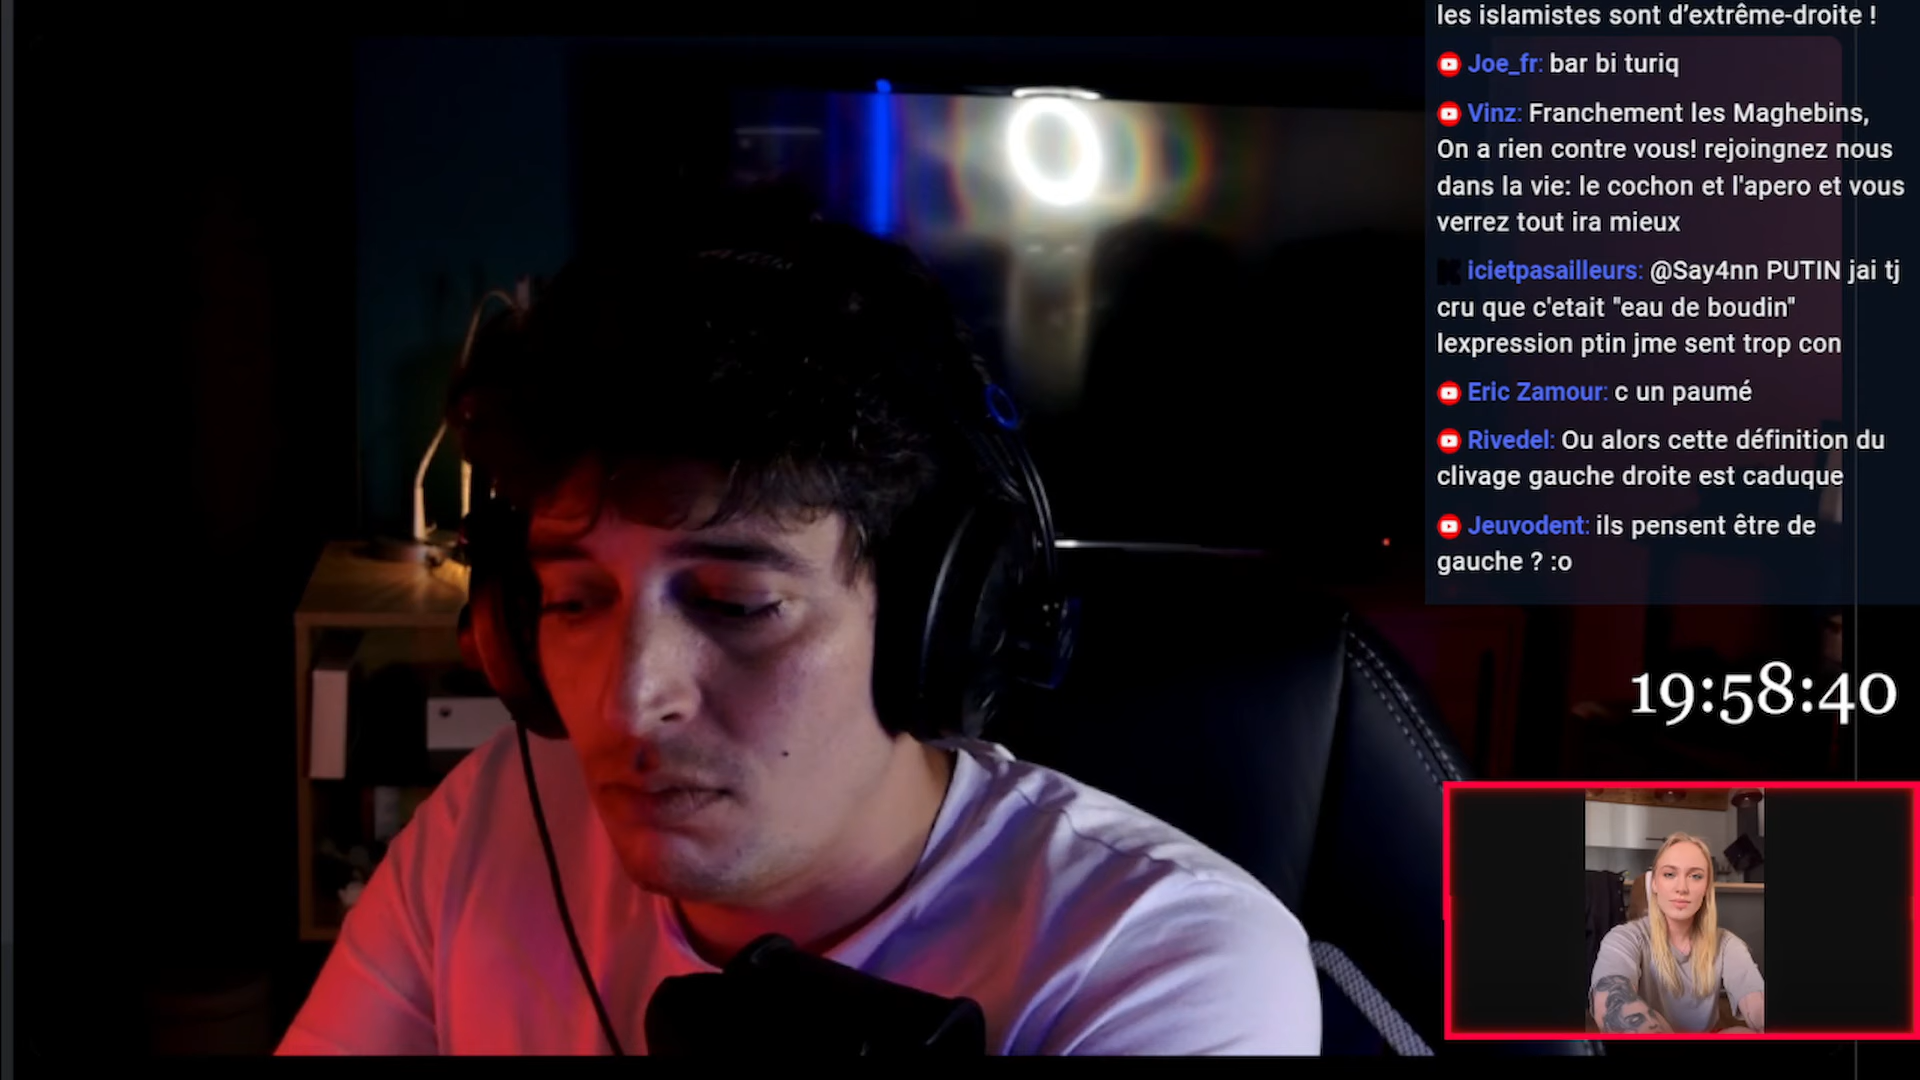 les islamistes sont d’extrême-droite !
Joe_fr: bar bi turiq
Vinz: Franchement les Maghebins,
On a rien contre vous! rejoingnez nous
dans la vie: le cochon et l'apero et vous
verrez tout ira mieux
icietpasailleurs: @Say4nn PUTIN jai tj
cru que c'etait "eau de boudin"
lexpression ptin jme sent trop con
Eric Zamour: c un paumé
Rivedel: Ou alors cette définition du
clivage gauche droite est caduque
Jeuvodent: ils pensent être de
gauche ? :o
19:58:40